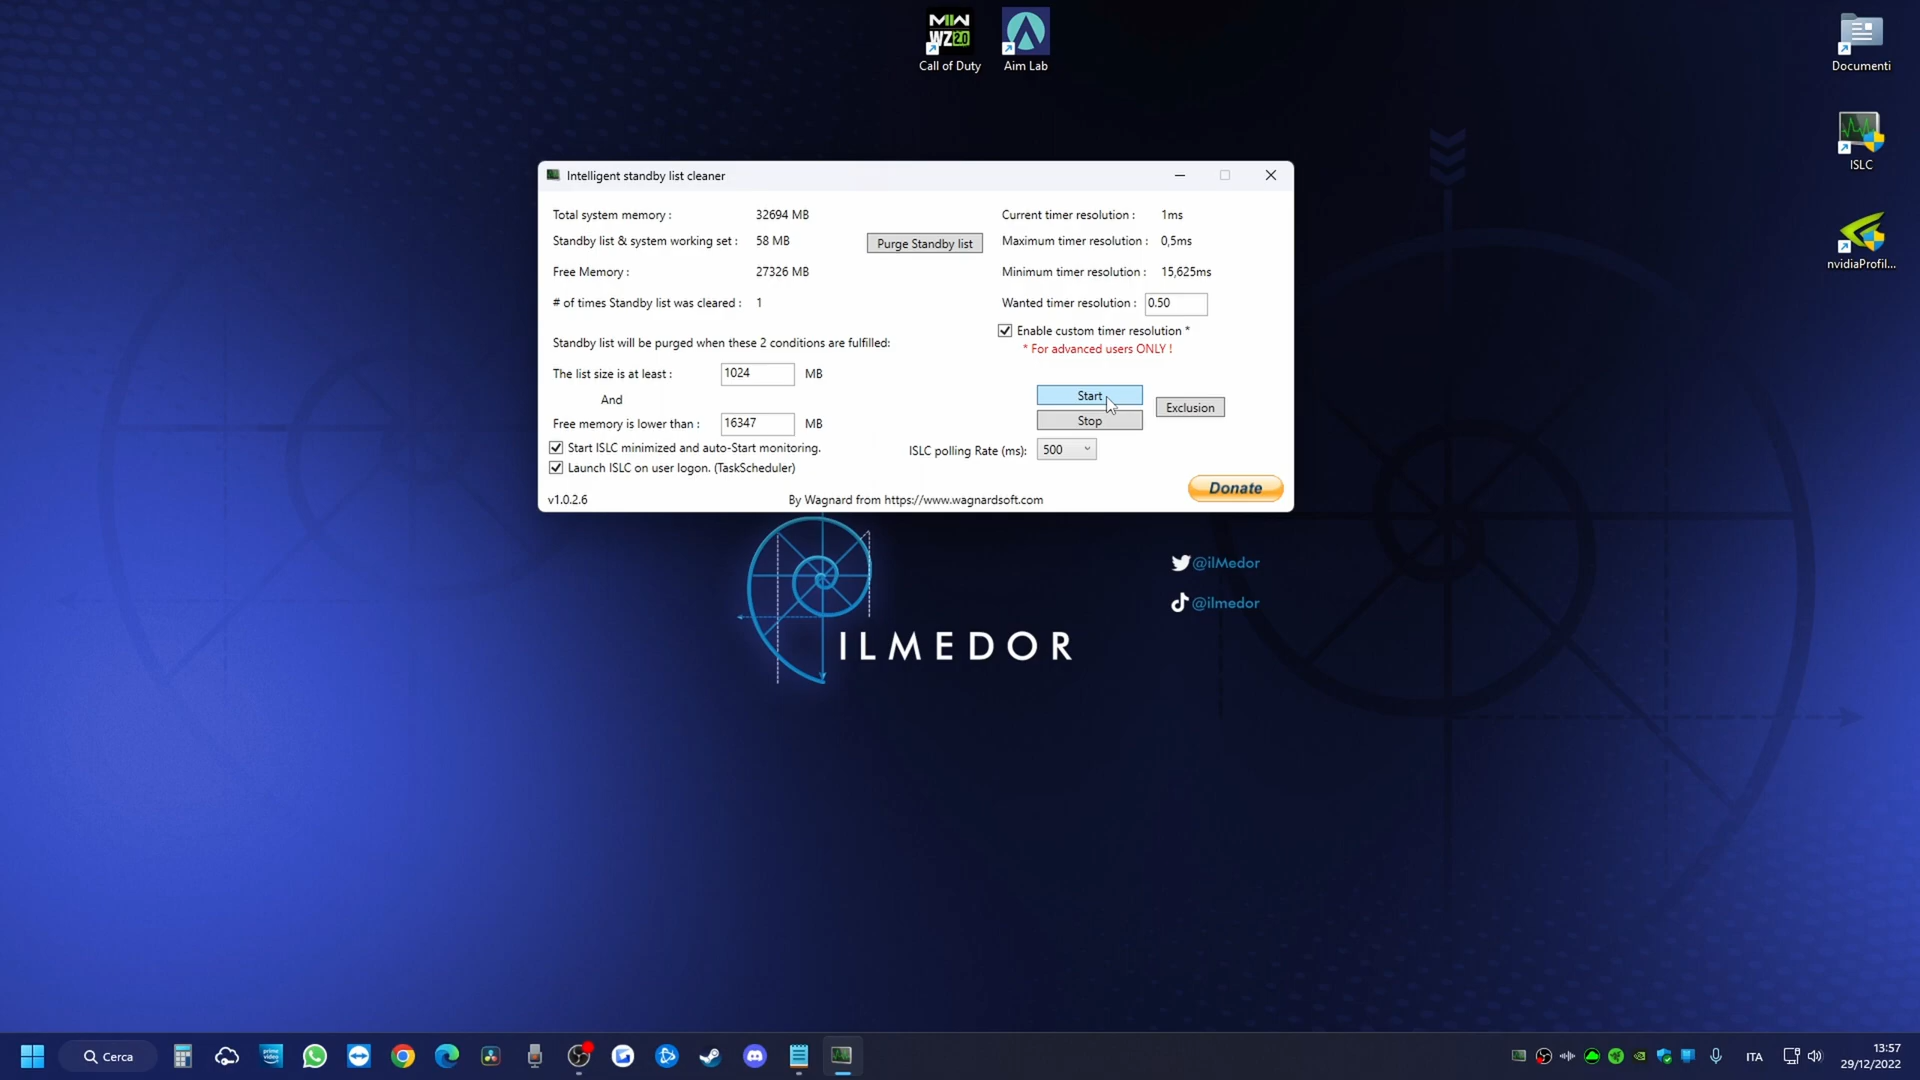 MW
WZ 2.0
Call of Duty
Aim Lab
Documenti
ISLC
nvidiaProfil...
Intelligent standby list cleaner
Total system memory : 32694 MB
Current timer resolution : 1ms
Standby list & system working set : 58 MB
Purge Standby list
Maximum timer resolution : 0,5ms
Free Memory : 27326 MB
Minimum timer resolution : 15,625ms
# of times Standby list was cleared : 1
Wanted timer resolution : 0.50
Enable custom timer resolution *
* For advanced users ONLY !
Standby list will be purged when these 2 conditions are fulfilled:
The list size is at least : 1024 MB
And
Free memory is lower than : 16347 MB
Start
Stop
Exclusion
Start ISLC minimized and auto-Start monitoring.
ISLC polling Rate (ms): 500
Launch ISLC on user logon. (TaskScheduler)
Donate
v1.0.2.6
By Wagnard from https://www.wagnardsoft.com
@ilMedor
@ilmedor
ILMEDOR
Cerca
prime video
ITA
13:57
29/12/2022